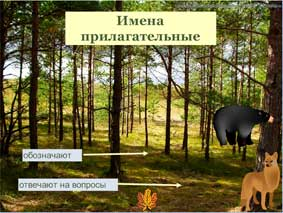 Имена
прилагательные
обозначают
отвечают на вопросы